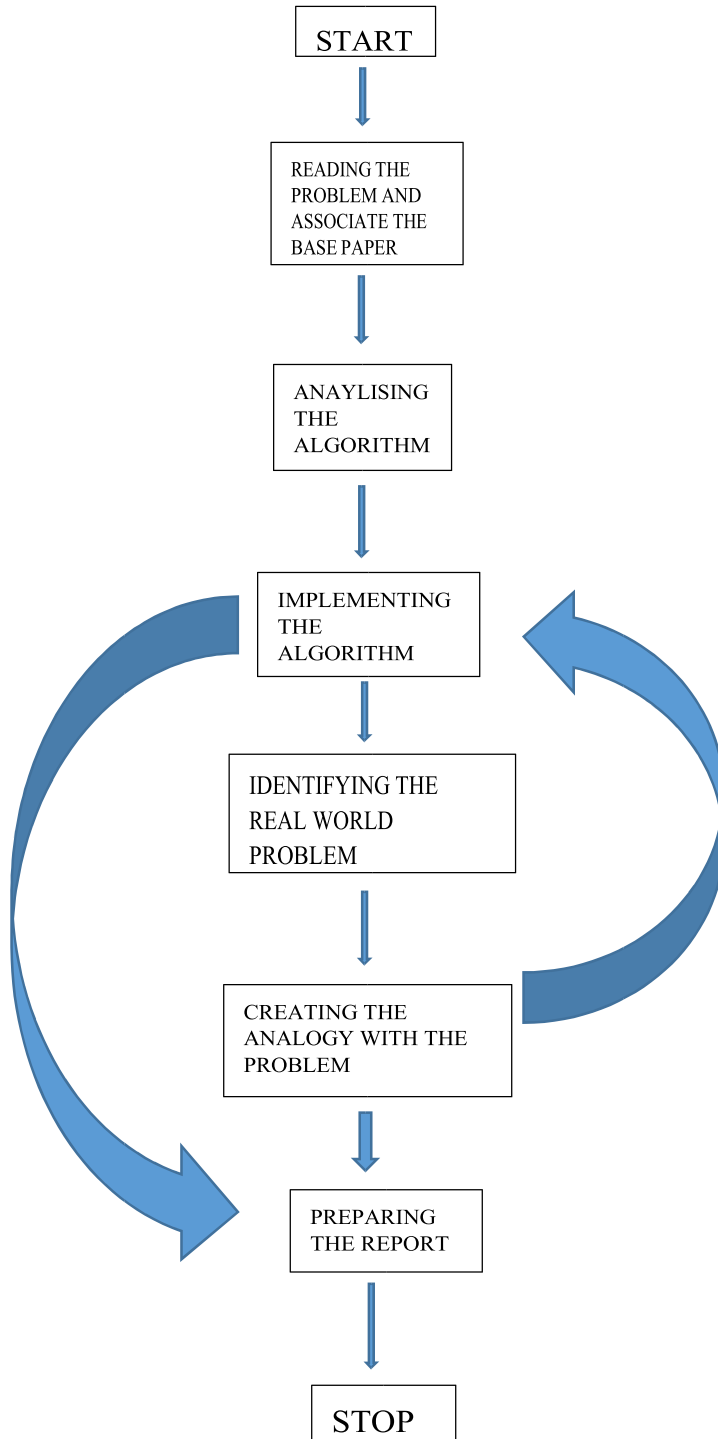 START
READING THE
PROBLEM AND
ASSOCIATE THE
BASE PAPER
ANAYLISING
THE
ALGORITHM
IMPLEMENTING
THE
ALGORITHM
IDENTIFYING THE
REAL WORLD
PROBLEM
CREATING THE
ANALOGY WITH THE
PROBLEM
PREPARING
THE REPORT
STOP